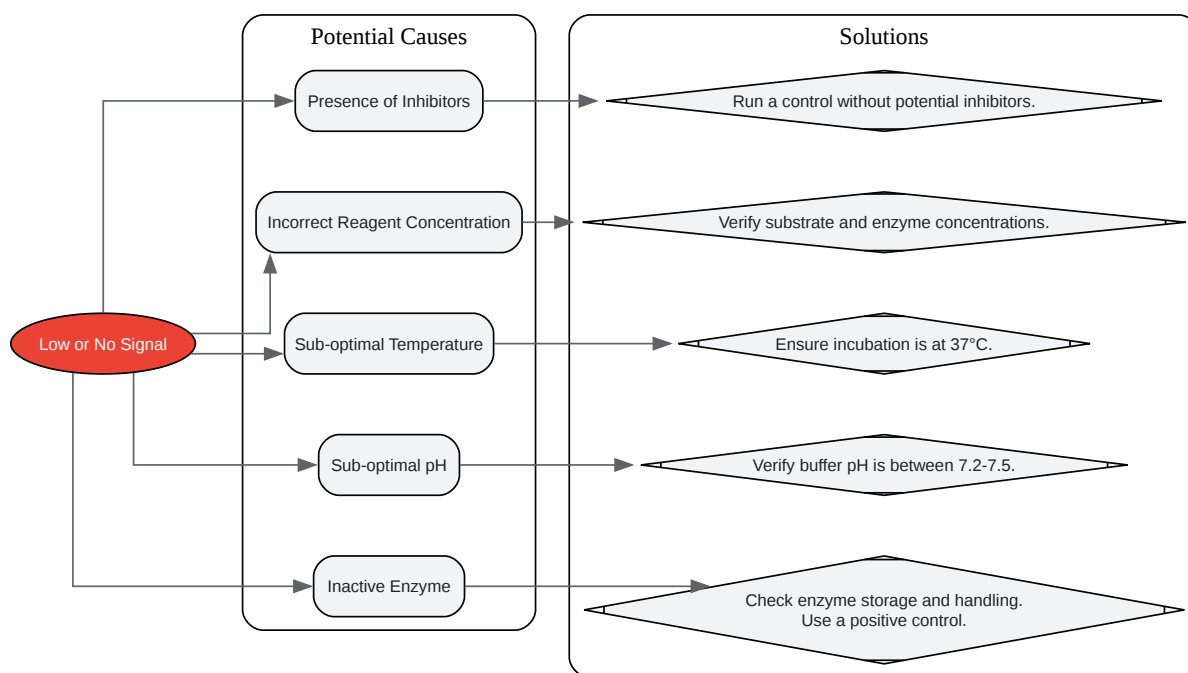 Potential Causes
Solutions
Presence of Inhibitors
Run a control without potential inhibitors.
Incorrect Reagent Concentration
Verify substrate and enzyme concentrations.
Low or No Signal
Sub-optimal Temperature
Ensure incubation is at 37°C.
Sub-optimal pH
Verify buffer pH is between 7.2-7.5.
Inactive Enzyme
Check enzyme storage and handling.
Use a positive control.